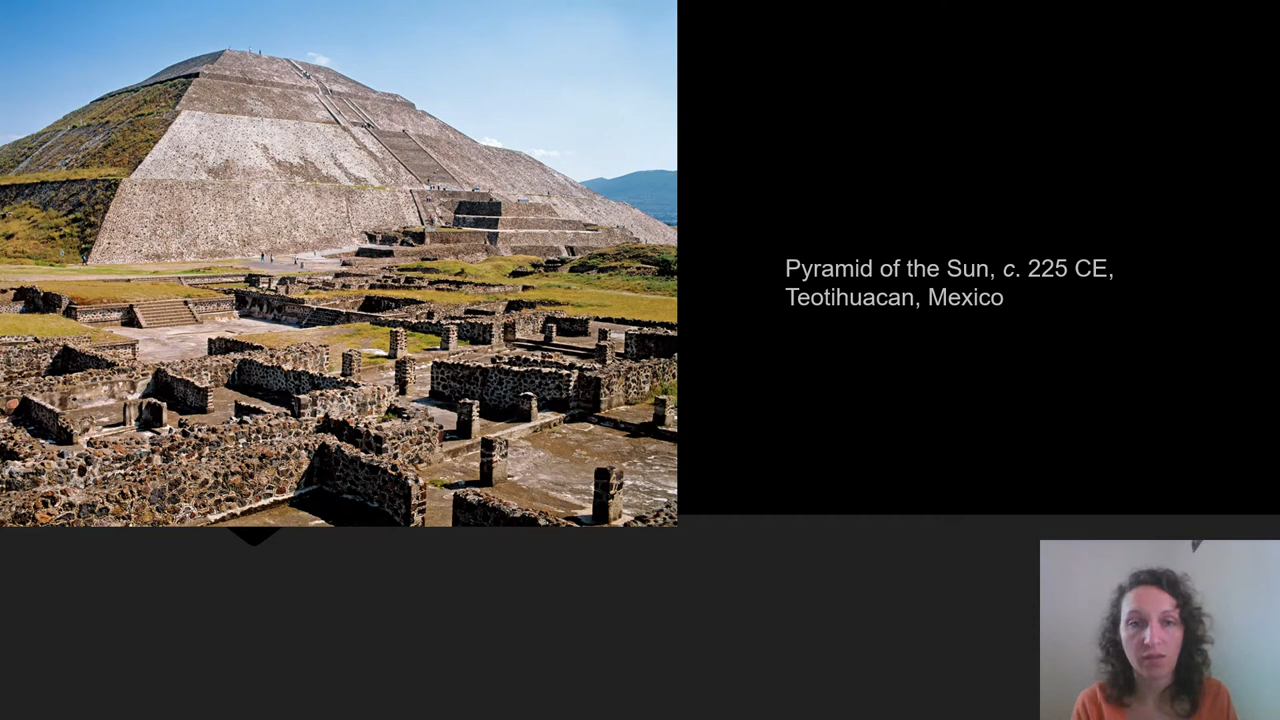 Pyramid of the Sun, c. 225 CE,
Teotihuacan, Mexico